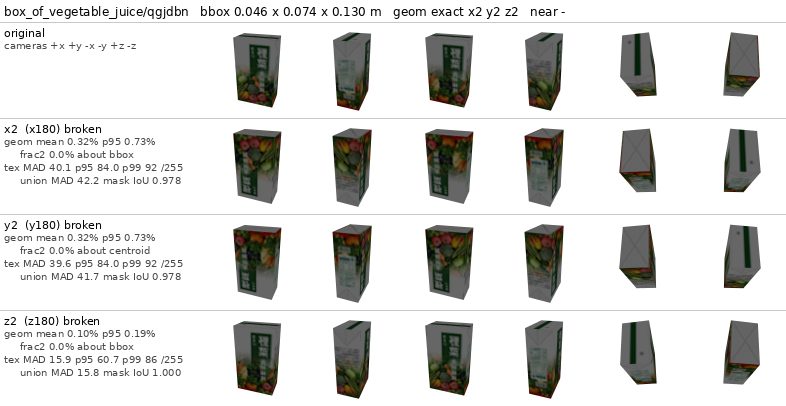 box_of_vegetable_juice/qgjdbn   bbox 0.046 x 0.074 x 0.130 m   geom exact x2 y2 z2   near -
original
cameras +x +y -x -y +z -z
x2  (x180) broken
geom mean 0.32% p95 0.73%
frac2 0.0% about bbox
tex MAD 40.1 p95 84.0 p99 92 /255
union MAD 42.2 mask IoU 0.978
y2  (y180) broken
geom mean 0.32% p95 0.73%
frac2 0.0% about centroid
tex MAD 39.6 p95 84.0 p99 92 /255
union MAD 41.7 mask IoU 0.978
z2  (z180) broken
geom mean 0.10% p95 0.19%
frac2 0.0% about bbox
tex MAD 15.9 p95 60.7 p99 86 /255
union MAD 15.8 mask IoU 1.000